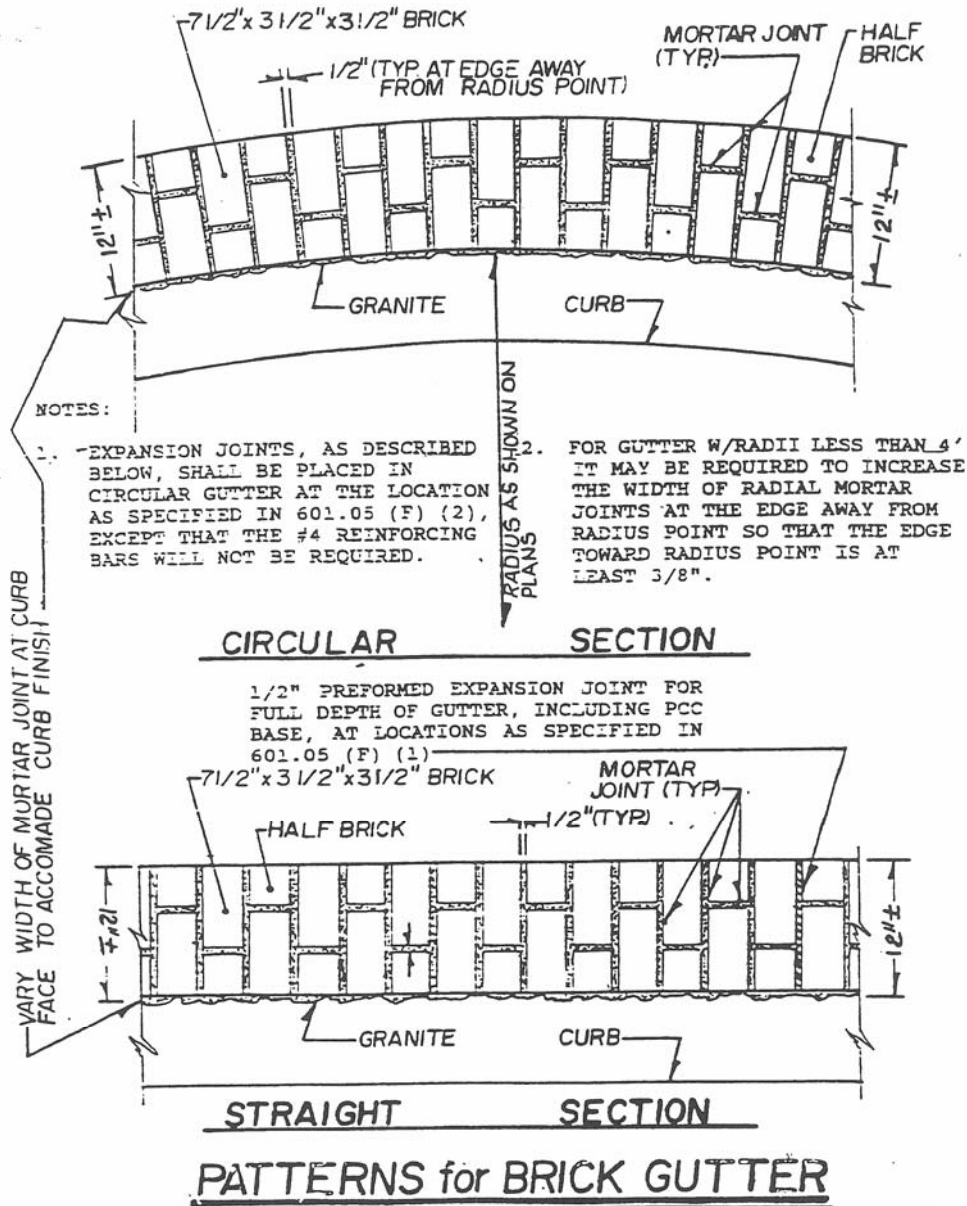 7 1/2" x 3 1/2" x 3 1/2" BRICK
MORTAR JOINT
(TYP.)
HALF
BRICK
1/2" (TYP. AT EDGE AWAY
FROM RADIUS POINT)
12" ±
12" ±
GRANITE
CURB
RADIUS AS SHOWN ON
PLANS
NOTES:
1. EXPANSION JOINTS, AS DESCRIBED
BELOW, SHALL BE PLACED IN
CIRCULAR GUTTER AT THE LOCATION
AS SPECIFIED IN 601.05 (F) (2),
EXCEPT THAT THE #4 REINFORCING
BARS WILL NOT BE REQUIRED.
2. FOR GUTTER W/RADII LESS THAN 4'
IT MAY BE REQUIRED TO INCREASE
THE WIDTH OF RADIAL MORTAR
JOINTS AT THE EDGE AWAY FROM
RADIUS POINT SO THAT THE EDGE
TOWARD RADIUS POINT IS AT
LEAST 3/8".
VARY WIDTH OF MORTAR JOINT AT CURB
FACE TO ACCOMADE CURB FINISH
CIRCULAR SECTION
1/2" PREFORMED EXPANSION JOINT FOR
FULL DEPTH OF GUTTER, INCLUDING PCC
BASE, AT LOCATIONS AS SPECIFIED IN
601.05 (F) (1)
7 1/2" x 3 1/2" x 3 1/2" BRICK
MORTAR
JOINT (TYP)
HALF BRICK
1/2" (TYP.)
12" ±
12" ±
GRANITE
CURB
STRAIGHT SECTION
PATTERNS for BRICK GUTTER